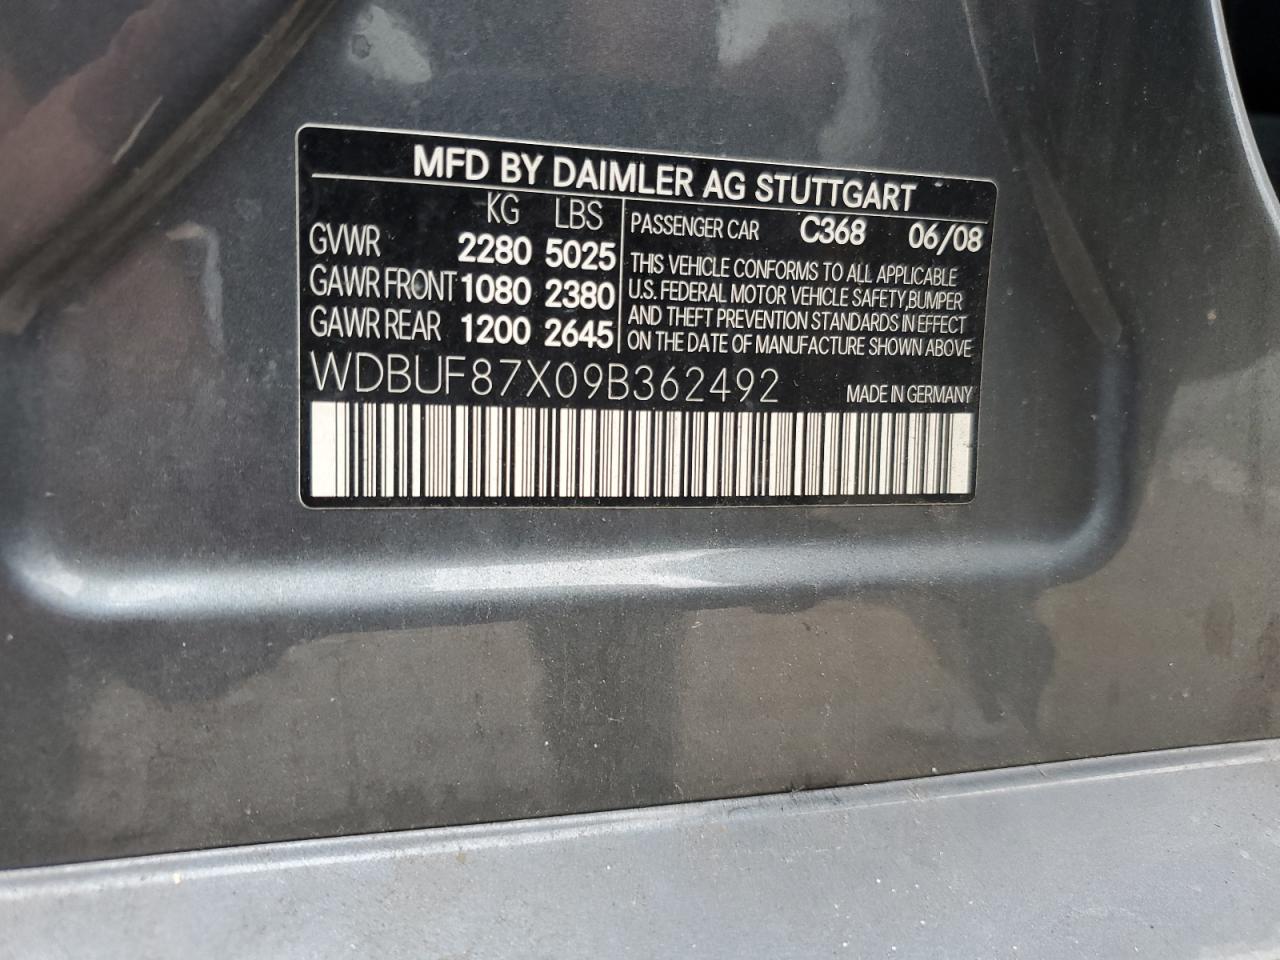 MFD BY DAIMLER AG STUTTGART
KG LBS
GVWR 2280 5025
GAWR FRONT 1080 2380
GAWR REAR 1200 2645
PASSENGER CAR C368 06/08
THIS VEHICLE CONFORMS TO ALL APPLICABLE
U.S. FEDERAL MOTOR VEHICLE SAFETY,BUMPER
AND THEFT PREVENTION STANDARDS IN EFFECT
ON THE DATE OF MANUFACTURE SHOWN ABOVE
WDBUF87X09B362492
MADE IN GERMANY